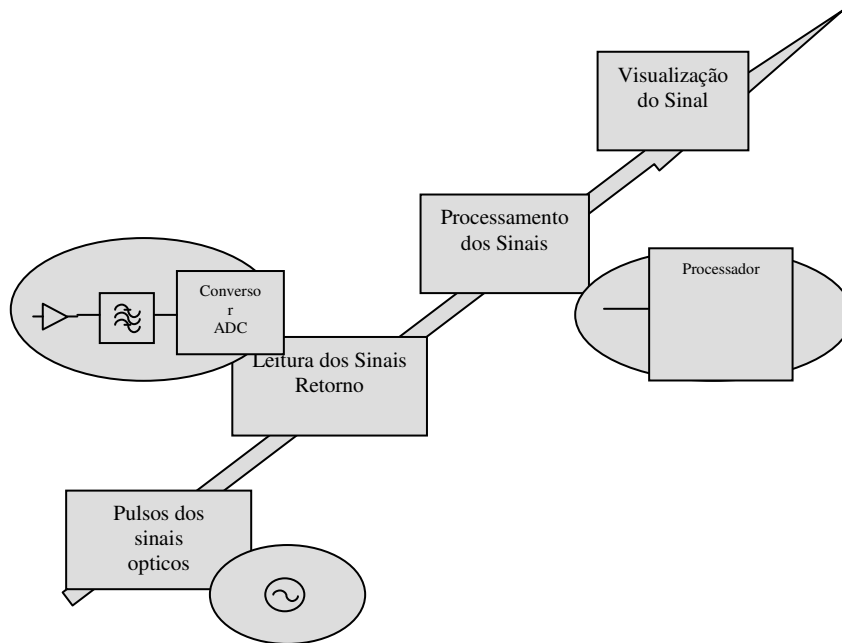 Visualização
do Sinal
Processamento
dos Sinais
Processador
Converso
r
ADC
Leitura dos Sinais
Retorno
Pulsos dos
sinais
opticos